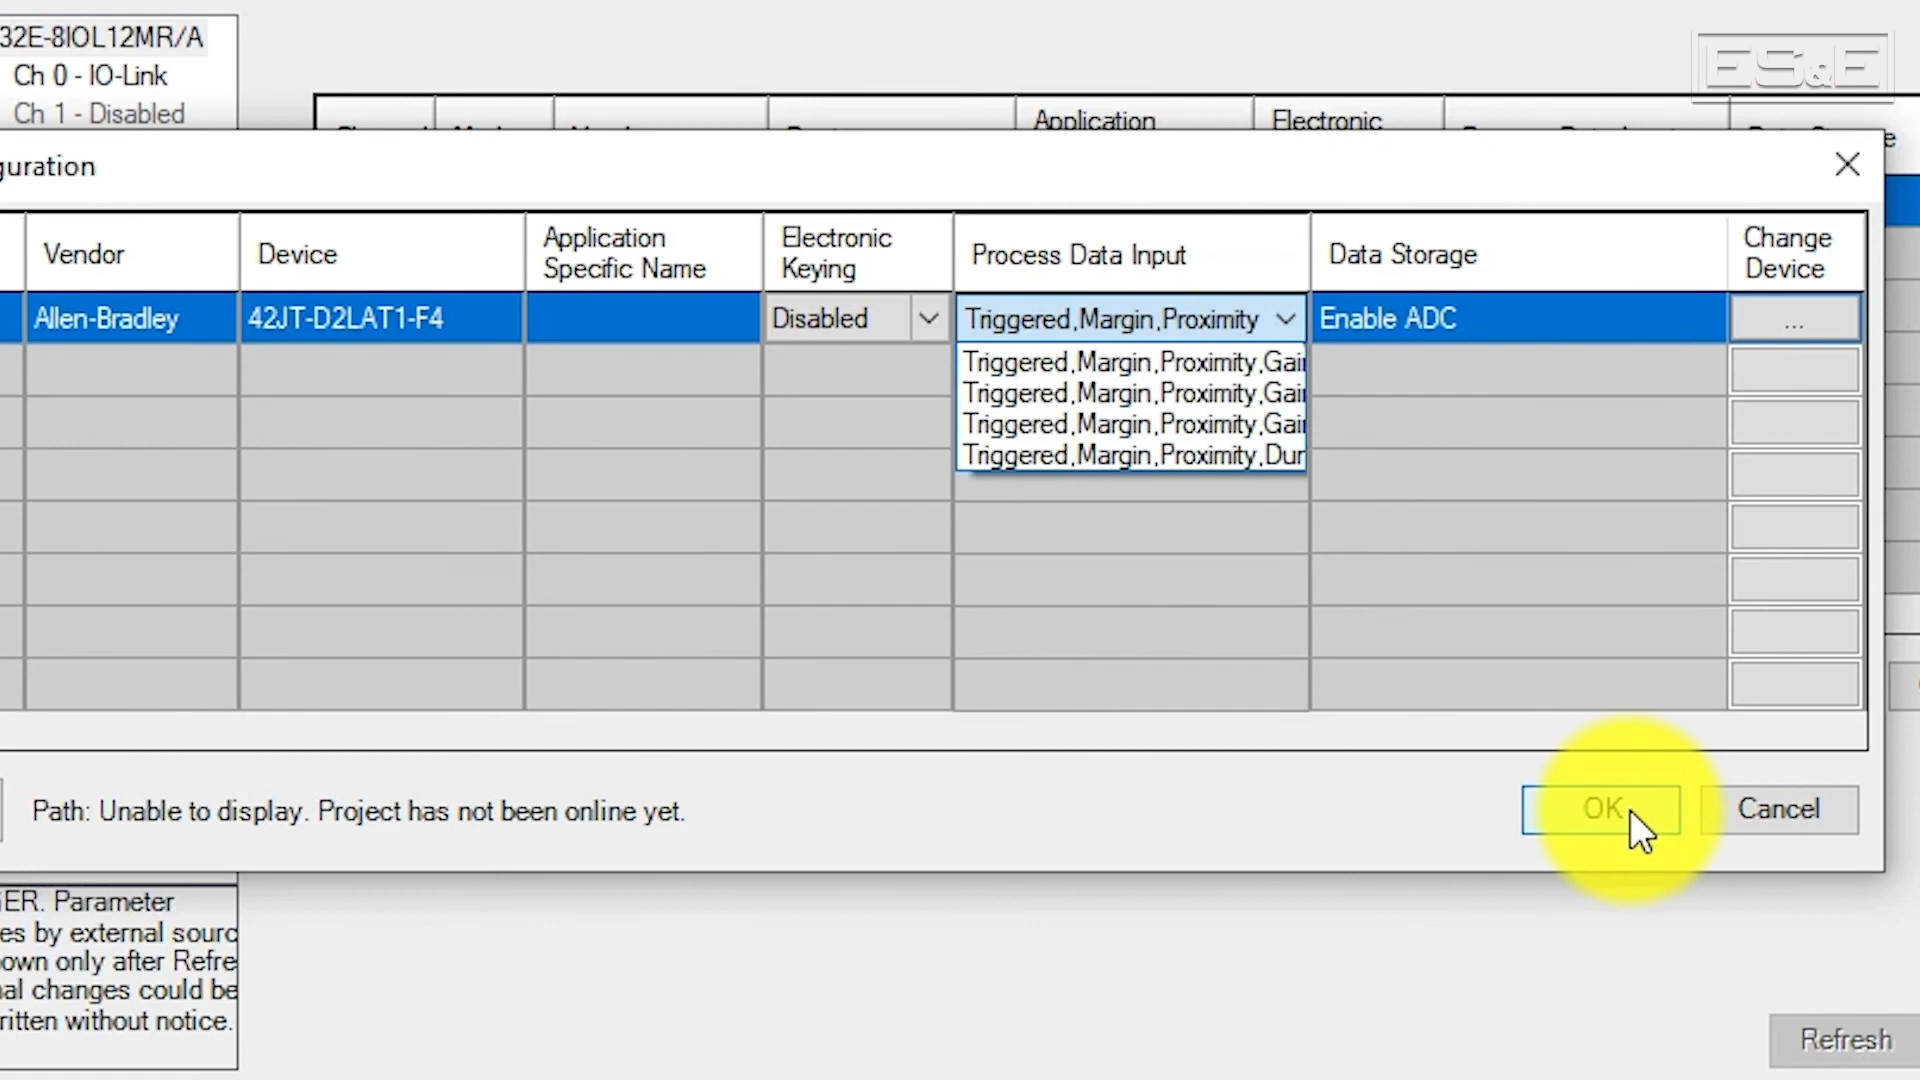 32E-8IOL12MR/A
Ch 0 - IO-Link
Ch 1 - Disabled
ES&E
Application
Electronic
guration
Vendor
Device
Application
Specific Name
Electronic
Keying
Process Data Input
Data Storage
Change
Device
Allen-Bradley
42JT-D2LAT1-F4
Disabled
Triggered,Margin,Proximity
Enable ADC
...
Triggered,Margin,Proximity,Gai
Triggered,Margin,Proximity,Gai
Triggered,Margin,Proximity,Gai
Triggered,Margin,Proximity,Dur
Path: Unable to display. Project has not been online yet.
OK
Cancel
GER. Parameter
es by external sourc
own only after Refre
nal changes could be
ritten without notice.
Refresh